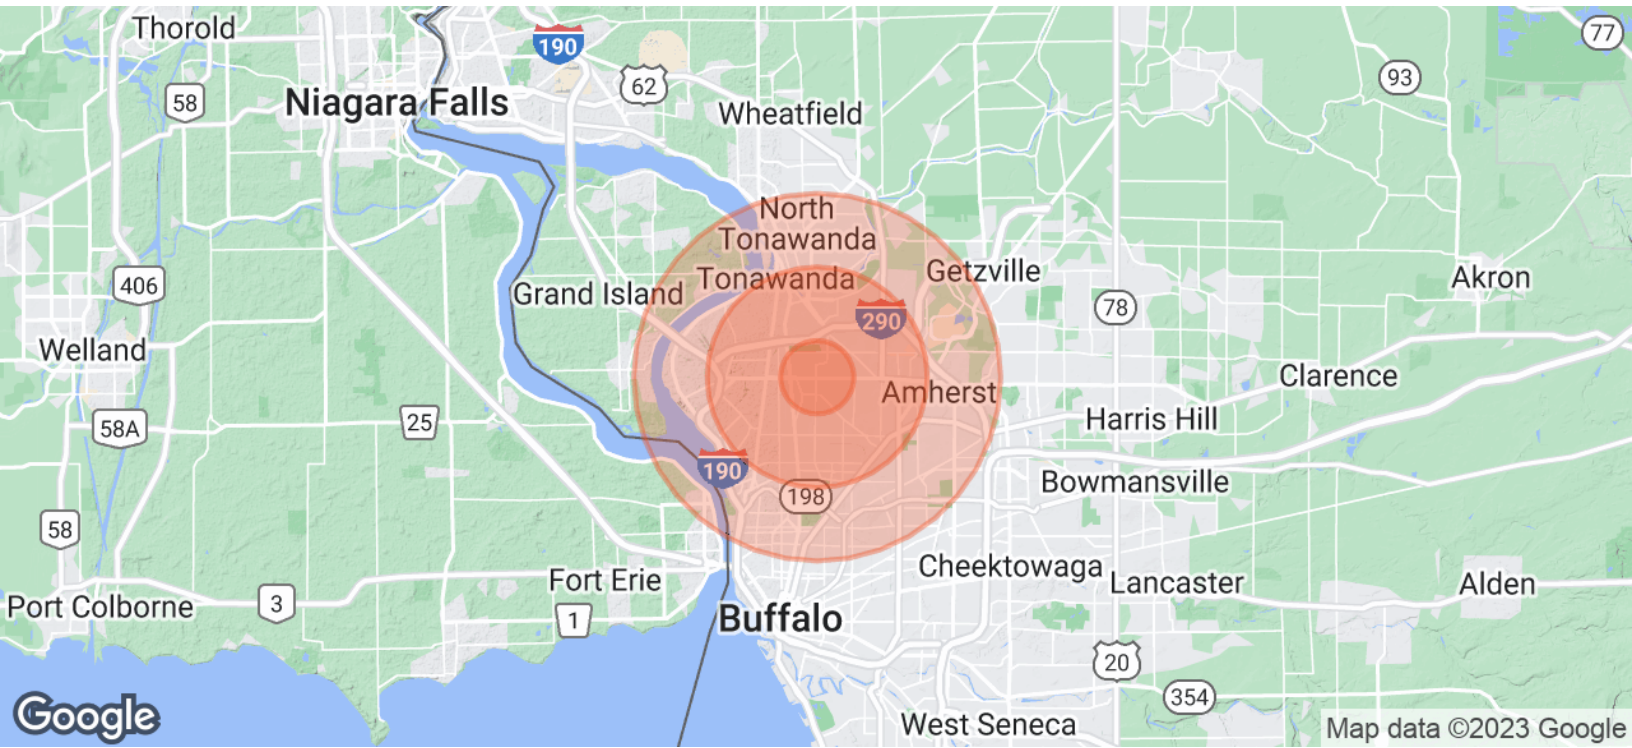 Thorold
190
77
93
58
62
Niagara Falls
Wheatfield
North
Tonawanda
Tonawanda
Getzville
Akron
406
Grand Island
78
290
Welland
Clarence
Amherst
58A
25
Harris Hill
190
Bowmansville
198
58
Cheektowaga
Fort Erie
Lancaster
Alden
3
Port Colborne
1
Buffalo
20
354
Google
West Seneca
Map data ©2023 Google